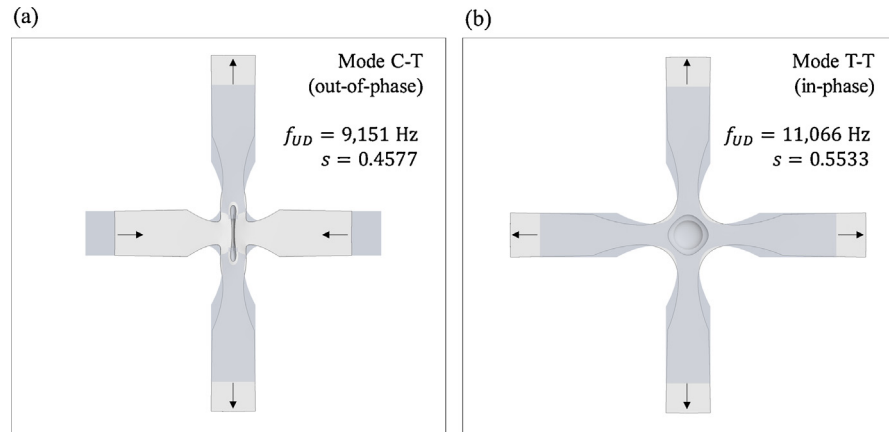 (a)
Mode C-T
(out-of-phase)
f_UD = 9,151 Hz
s = 0.4577
(b)
Mode T-T
(in-phase)
f_UD = 11,066 Hz
s = 0.5533